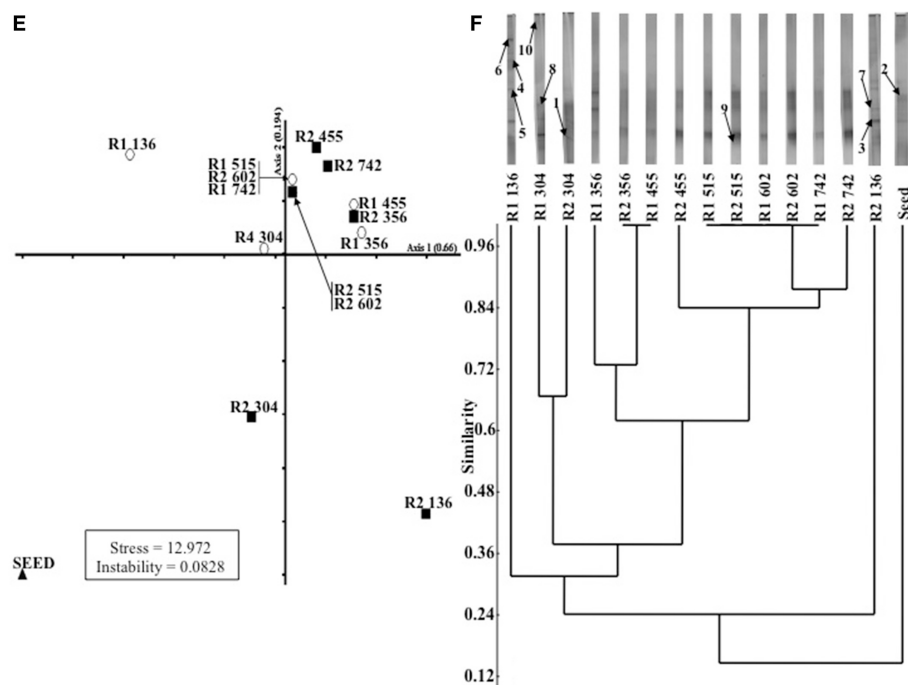 E
R1 136
R2 455
Axis 2 (0.194)
R2 742
R1 515
R2 602
R1 742
R1 455
R2 356
R1 356
R4 304
Axis 1 (0.66)
R2 515
R2 602
R2 304
R2 136
SEED
Stress = 12.972
Instability = 0.0828
F
10
6
4
5
8
1
9
7
3
2
R1 136
R1 304
R2 304
R1 356
R2 356
R1 455
R2 455
R1 515
R2 515
R1 602
R2 602
R1 742
R2 742
R2 136
Seed
Similarity
0.96
0.84
0.72
0.6
0.48
0.36
0.24
0.12